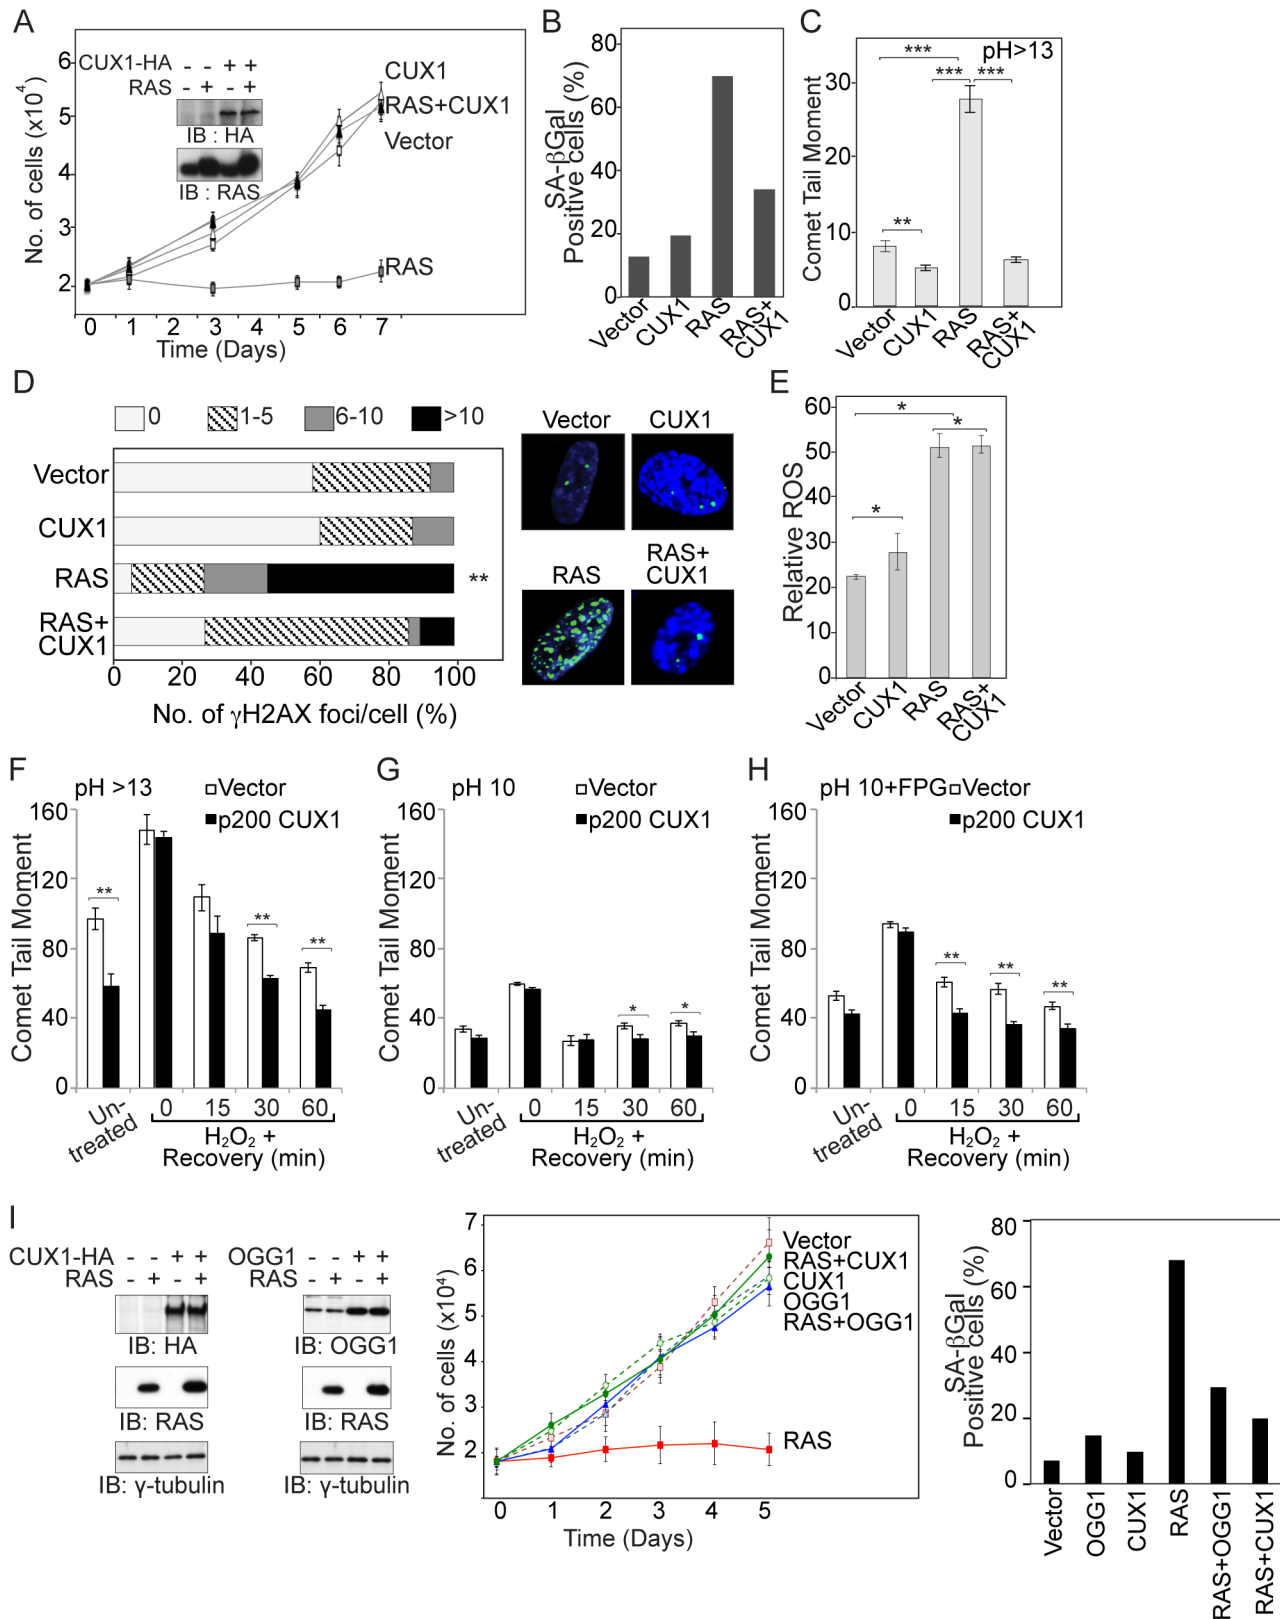 A
CUX1-HA - - + +
RAS - + - +
IB : HA
IB : RAS
No. of cells (x10⁴)
6
5
4
3
2
CUX1
RAS+CUX1
Vector
RAS
0 1 2 3 4 5 6 7
Time (Days)
B
SA-βGal
Positive cells (%)
80
60
40
20
0
Vector
CUX1
RAS
RAS+
CUX1
C
pH>13
Comet Tail Moment
30
20
10
0
***
*** ***
**
Vector
CUX1
RAS
RAS+
CUX1
D
0 1-5 6-10 >10
Vector
CUX1
RAS
**
RAS+
CUX1
0 20 40 60 80 100
No. of γH2AX foci/cell (%)
Vector CUX1
RAS RAS+
CUX1
E
Relative ROS
60
50
40
30
20
10
0
*
*
*
Vector
CUX1
RAS
RAS+
CUX1
F
pH >13
Vector
p200 CUX1
Comet Tail Moment
160
120
80
40
0
** ** **
Un-
treated
0 15 30 60
H₂O₂ +
Recovery (min)
G
pH 10
Vector
p200 CUX1
Comet Tail Moment
160
120
80
40
0
* *
Un-
treated
0 15 30 60
H₂O₂ +
Recovery (min)
H
pH 10+FPG
Vector
p200 CUX1
Comet Tail Moment
160
120
80
40
0
** ** **
Un-
treated
0 15 30 60
H₂O₂ +
Recovery (min)
I
CUX1-HA - - + +
RAS - + - +
IB: HA
IB: RAS
IB: γ-tubulin
OGG1 - - + +
RAS - + - +
IB: OGG1
IB: RAS
IB: γ-tubulin
No. of cells (x10⁴)
7
6
5
4
3
2
Vector
RAS+CUX1
CUX1
OGG1
RAS+OGG1
RAS
0 1 2 3 4 5
Time (Days)
SA-βGal
Positive cells (%)
80
60
40
20
0
Vector
OGG1
CUX1
RAS
RAS+OGG1
RAS+CUX1